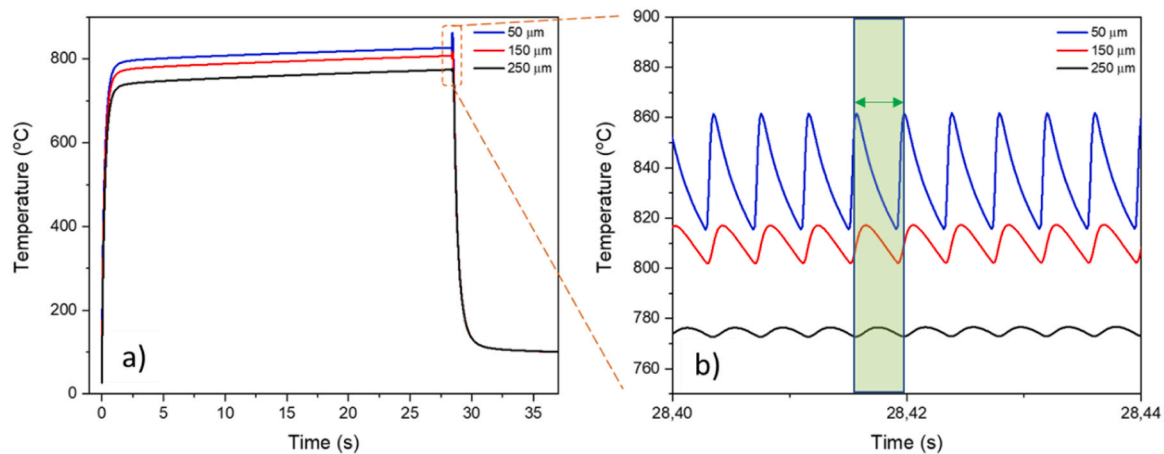 50 μm
150 μm
250 μm
800
600
400
200
0
Temperature (°C)
a)
0 5 10 15 20 25 30 35
Time (s)
50 μm
150 μm
250 μm
900
880
860
840
820
800
780
760
Temperature (°C)
b)
28,40 28,42 28,44
Time (s)